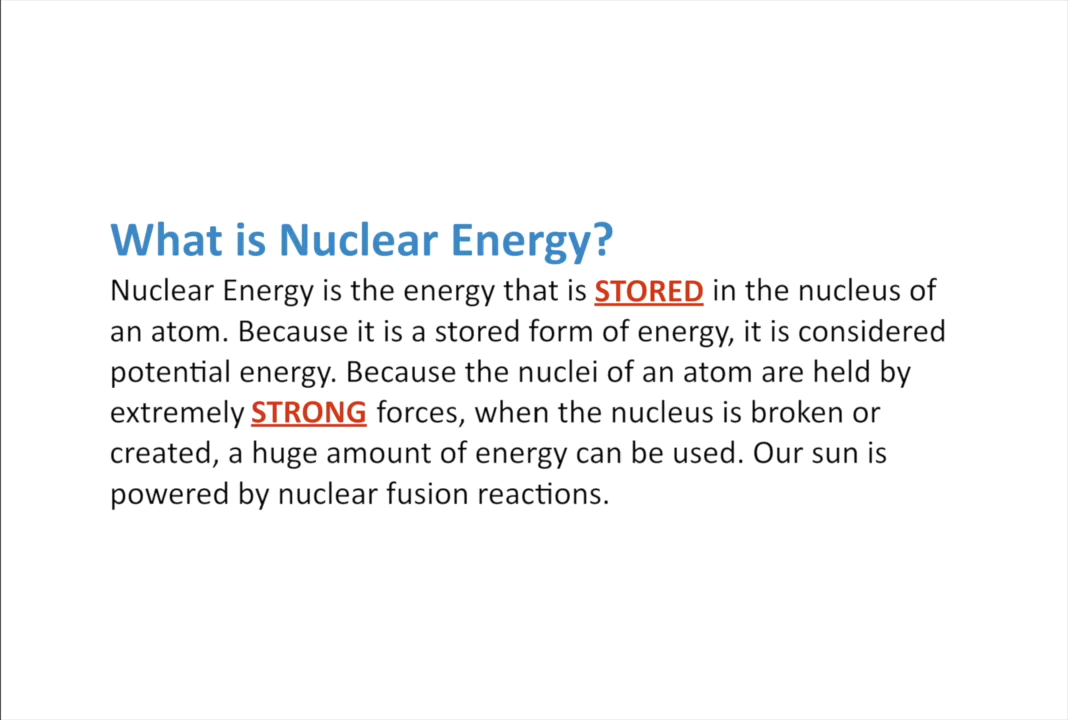 What is Nuclear Energy?
Nuclear Energy is the energy that is STORED in the nucleus of
an atom. Because it is a stored form of energy, it is considered
potential energy. Because the nuclei of an atom are held by
extremely STRONG forces, when the nucleus is broken or
created, a huge amount of energy can be used. Our sun is
powered by nuclear fusion reactions.